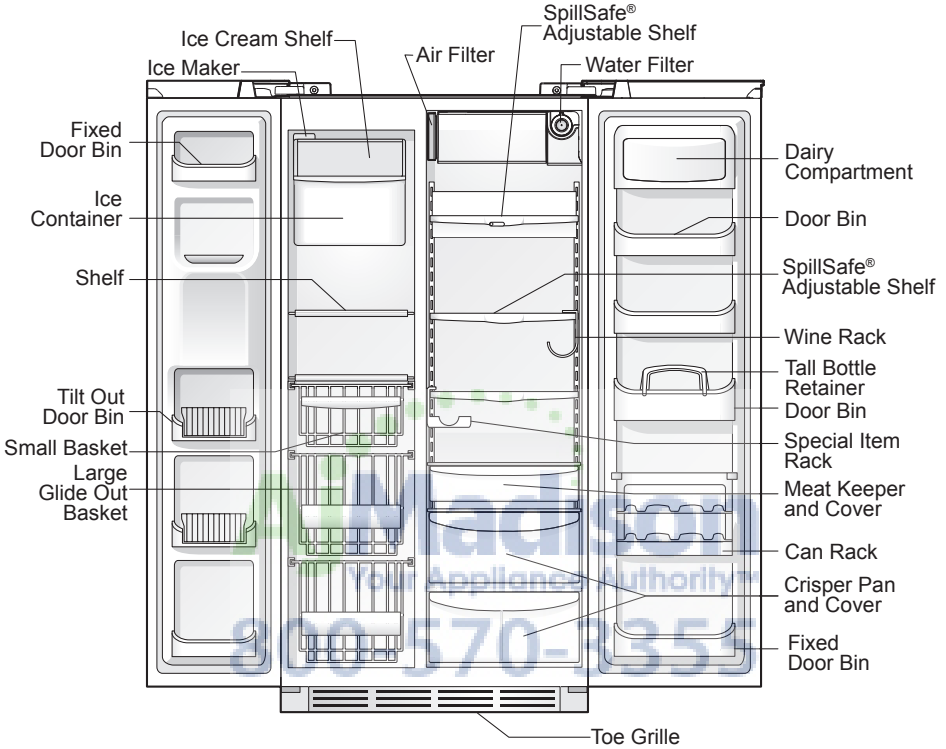 SpillSafe®
Adjustable Shelf
Ice Cream Shelf
Air Filter
Ice Maker
Water Filter
Fixed
Door Bin
Dairy
Compartment
Ice
Container
Door Bin
Shelf
SpillSafe®
Adjustable Shelf
Wine Rack
Tall Bottle
Retainer
Tilt Out
Door Bin
Door Bin
Small Basket
Special Item
Rack
Large
Glide Out
Basket
Meat Keeper
and Cover
AjMadison
Can Rack
Your Appliance Authority™
Crisper Pan
and Cover
800-570-3355
Fixed
Door Bin
Toe Grille